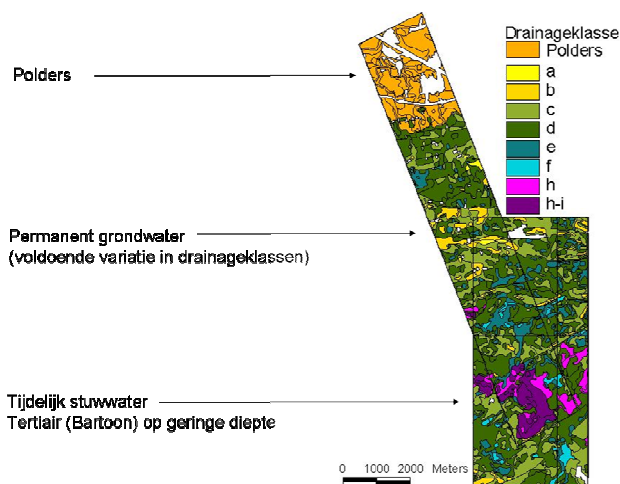 Drainageklasse
Polders
a
b
c
d
e
f
h
h-i
Polders
Permanent grondwater
(voldoende variatie in drainageklassen)
Tijdelijk stuwwater
Tertiair (Bartoon) op geringe diepte
0 1000 2000 Meters